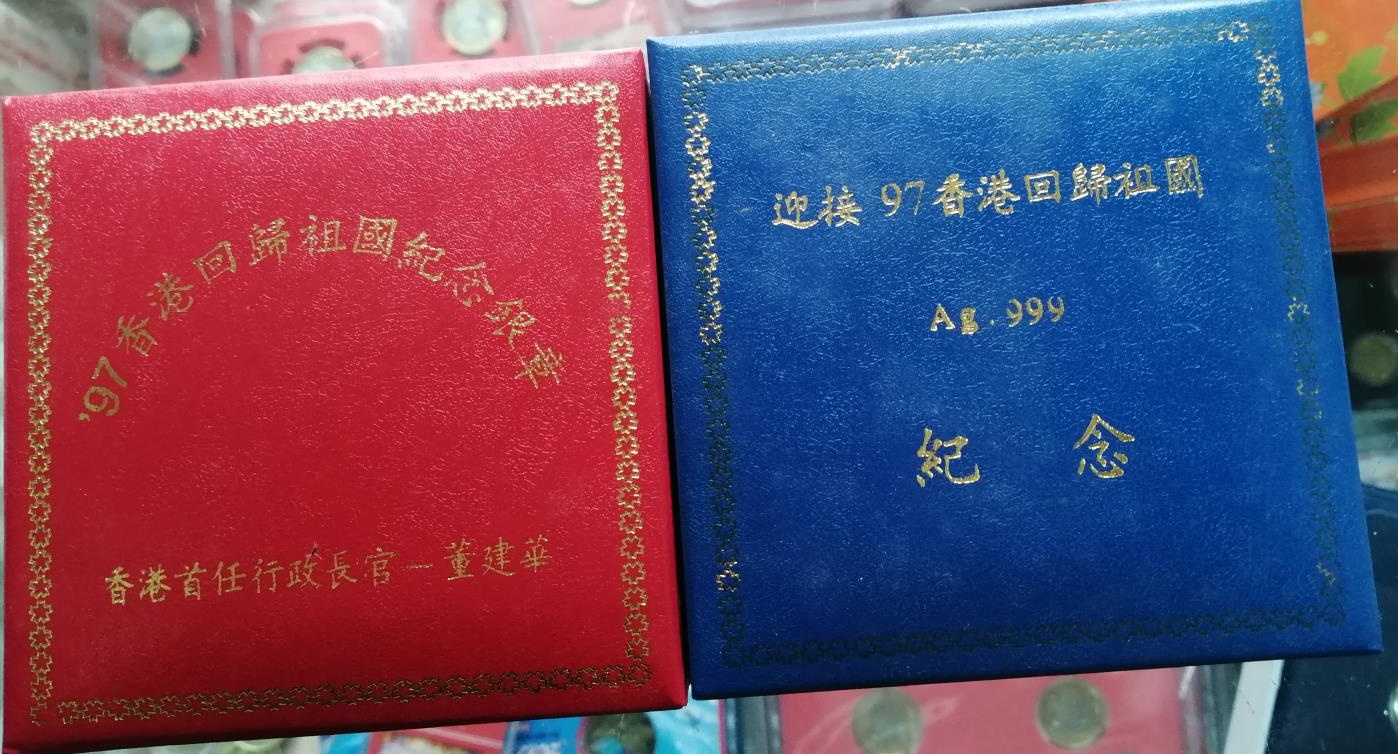 '97香港回歸祖國紀念銀章
香港首任行政長官一董建華
迎接97香港回歸祖國
Ag.999
紀念